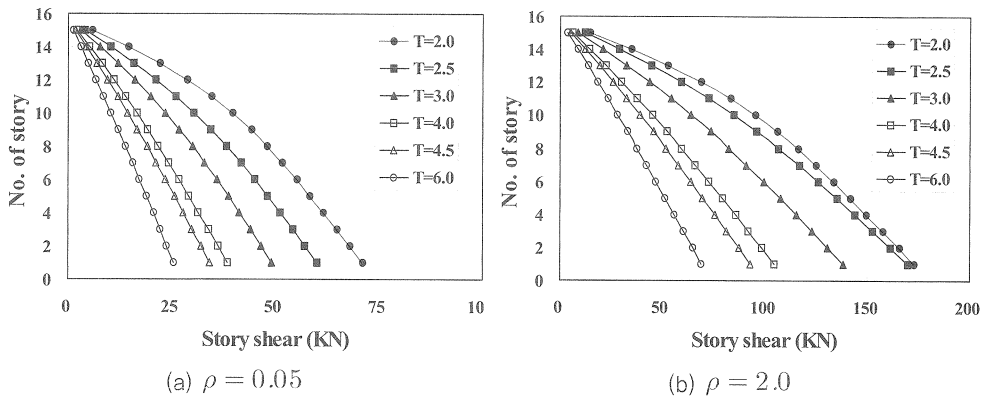 16
14
12
10
8
6
4
2
0
No. of story
T=2.0
T=2.5
T=3.0
T=4.0
T=4.5
T=6.0
0 25 50 75 10
Story shear (KN)
(a) ρ = 0.05
16
14
12
10
8
6
4
2
0
No. of story
T=2.0
T=2.5
T=3.0
T=4.0
T=4.5
T=6.0
0 50 100 150 200
Story shear (KN)
(b) ρ = 2.0